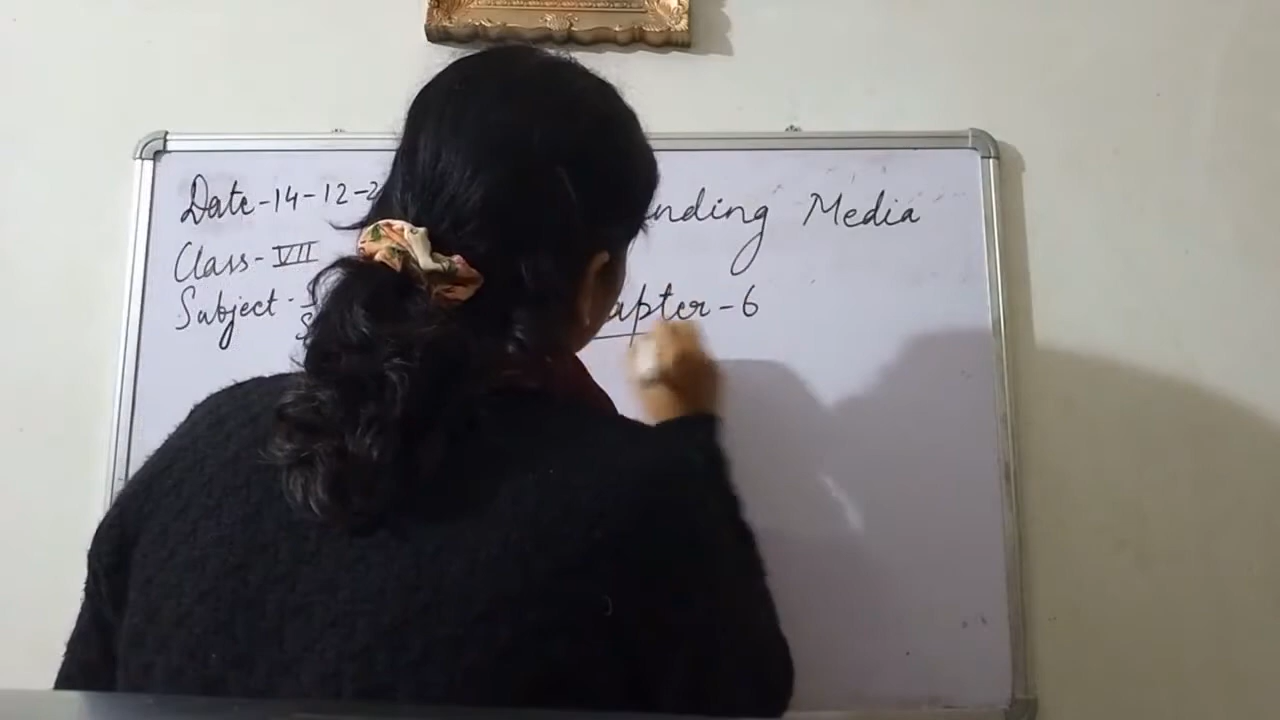 Date-14-12-2
nding Media
Class-VII
Subject-
apter-6